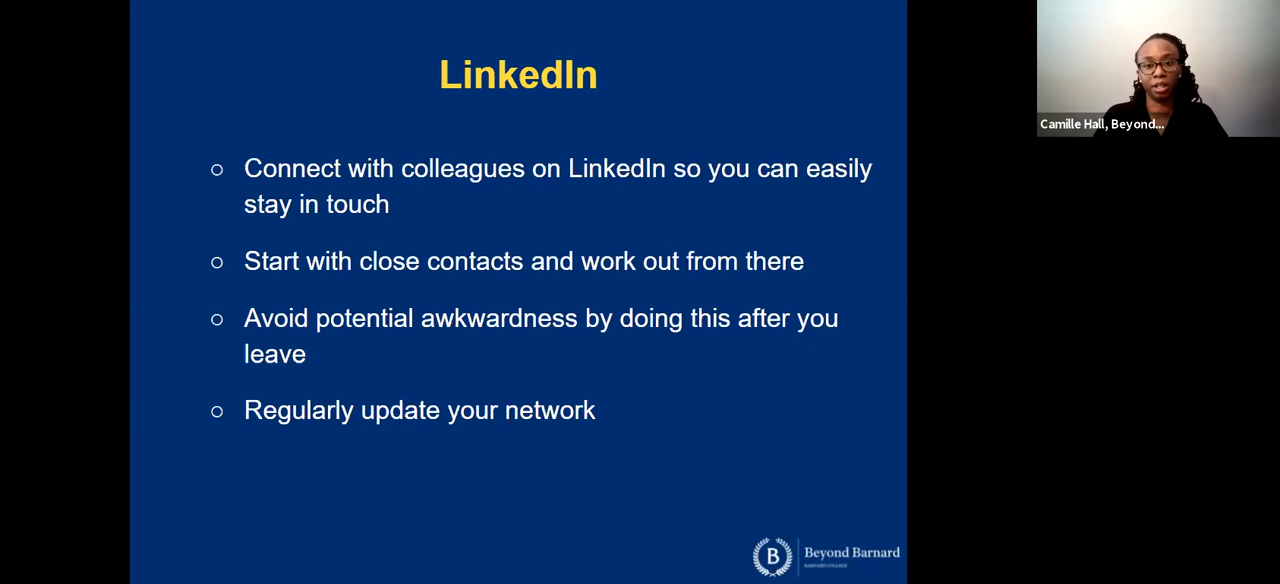 LinkedIn
Connect with colleagues on LinkedIn so you can easily
stay in touch
Start with close contacts and work out from there
Avoid potential awkwardness by doing this after you
leave
Regularly update your network
Camille Hall, Beyond...
B
Beyond Barnard
BARNARD COLLEGE